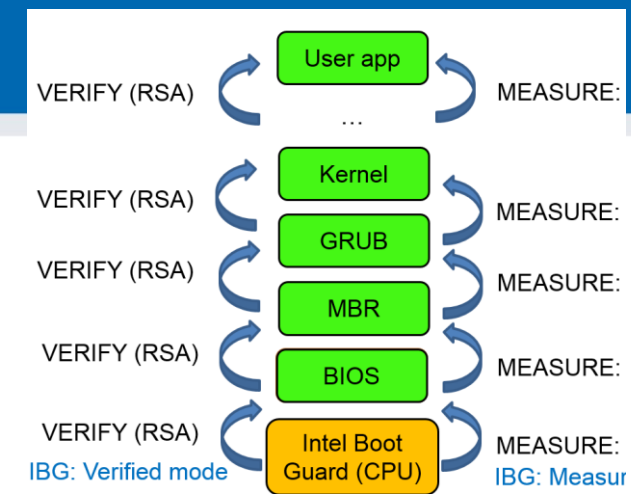 User app
VERIFY (RSA)
MEASURE:
…
Kernel
VERIFY (RSA)
MEASURE:
GRUB
VERIFY (RSA)
MEASURE:
MBR
VERIFY (RSA)
MEASURE:
BIOS
VERIFY (RSA)
MEASURE:
Intel Boot
Guard (CPU)
IBG: Verified mode
IBG: